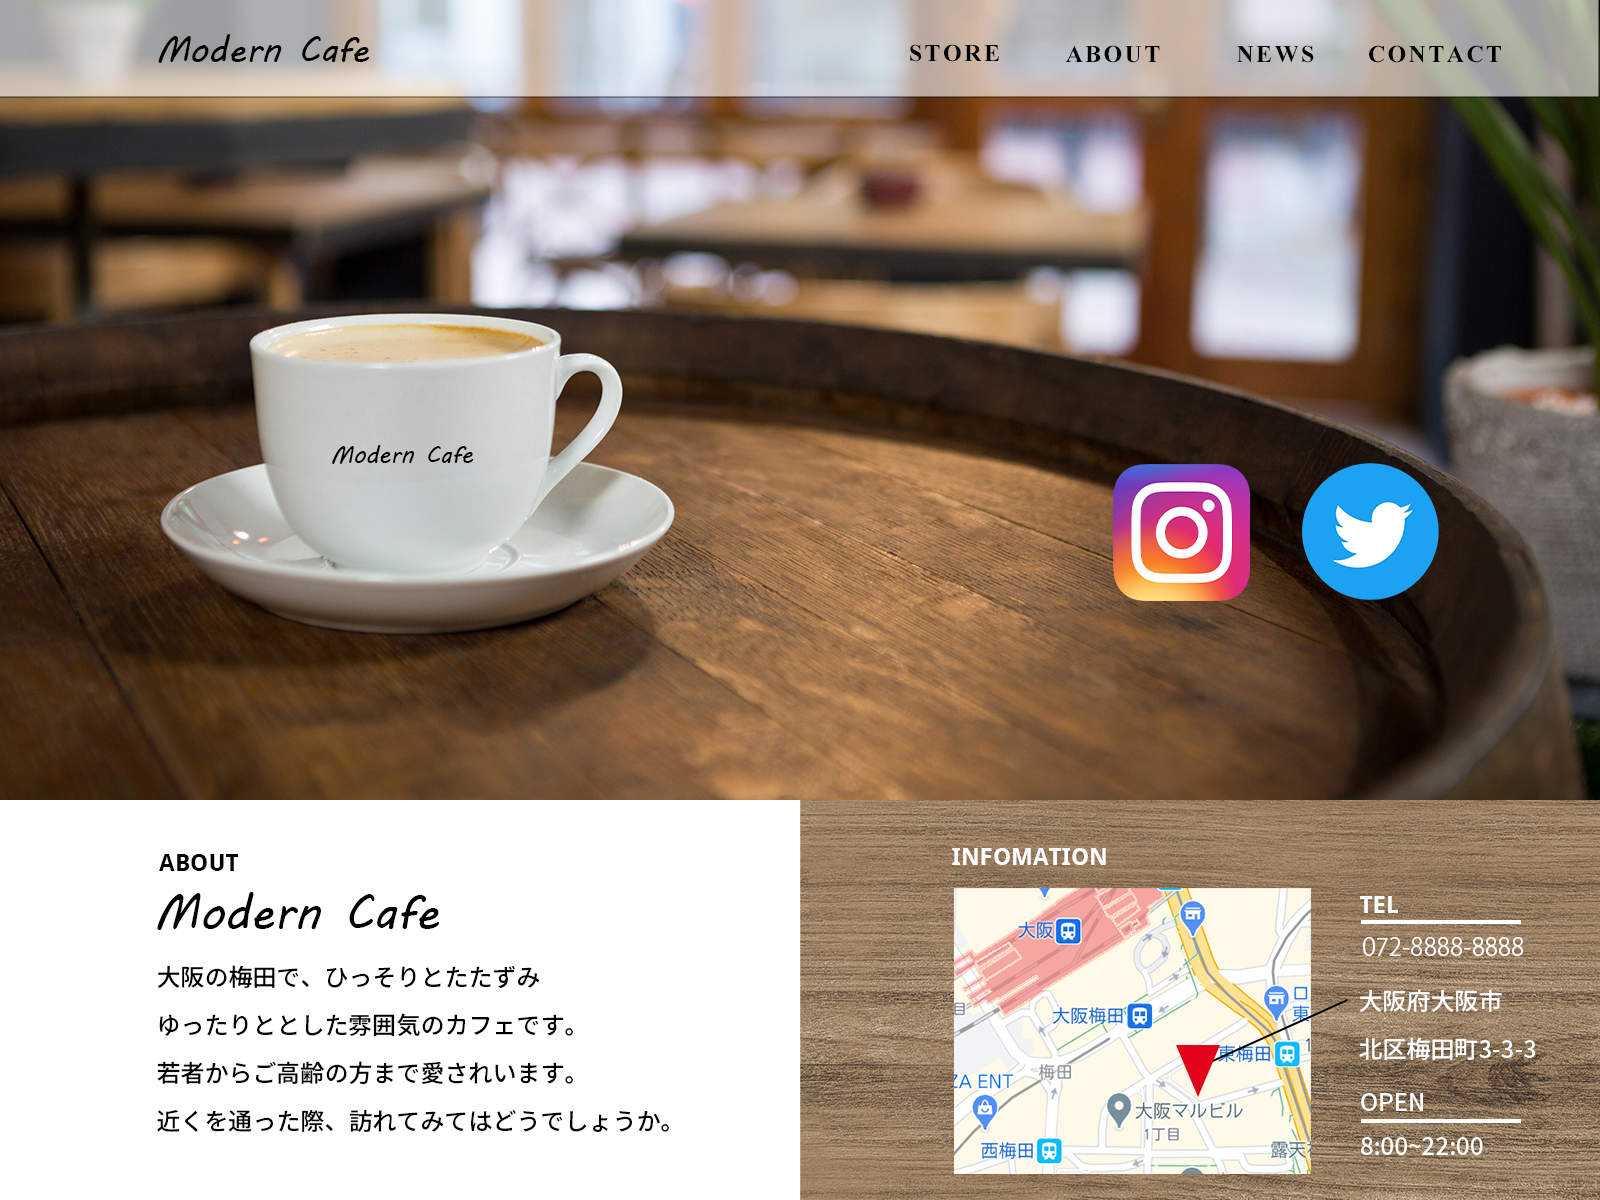 Modern Cafe
STORE
ABOUT
NEWS
CONTACT
Modern Cafe
ABOUT
Modern Cafe
大阪の梅田で、ひっそりとたたずみ
ゆったりととした雰囲気のカフェです。
若者からご高齢の方まで愛されいます。
近くを通った際、訪れてみてはどうでしょうか。
INFOMATION
大阪
大阪梅田
目
ロ
東
東梅田
梅田
ZA ENT
大阪マルビル
1丁目
西梅田
露天
TEL
072-8888-8888
大阪府大阪市
北区梅田町3-3-3
OPEN
8:00~22:00